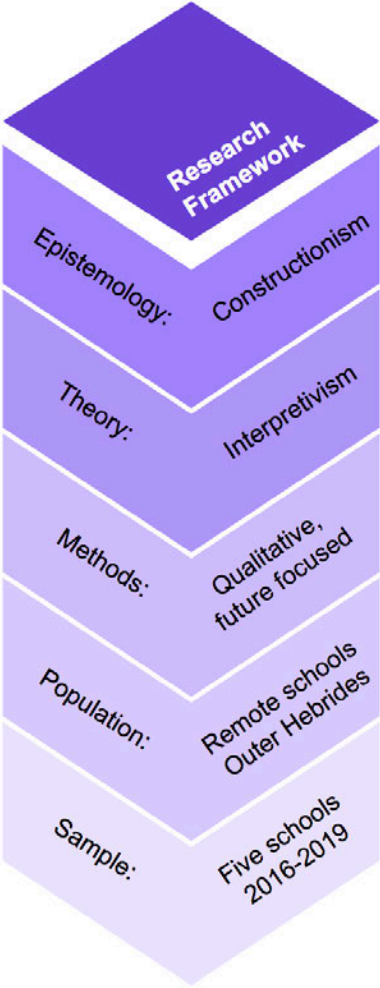 Research
Framework
Epistemology:
Constructionism
Theory:
Interpretivism
Methods:
Qualitative,
future focused
Population:
Remote schools
Outer Hebrides
Sample:
Five schools
2016-2019